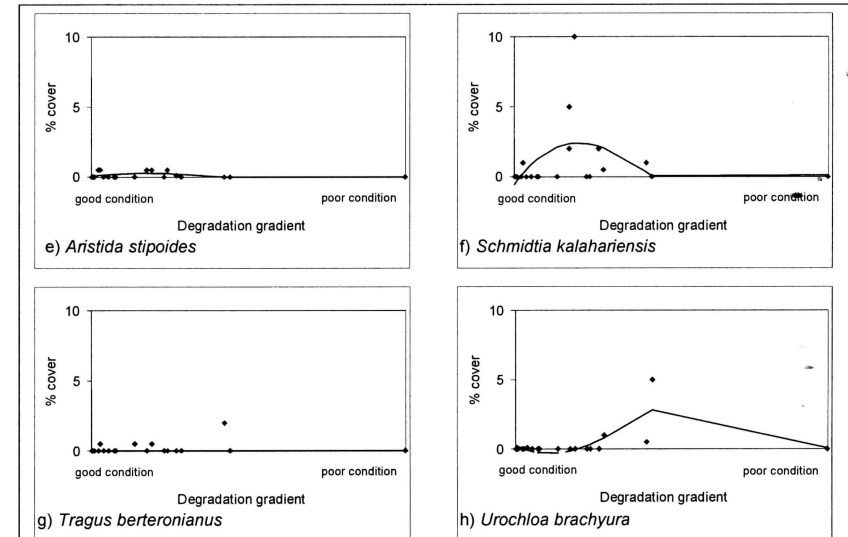 10
5
0
% cover
good condition poor condition
Degradation gradient
e) Aristida stipoides
10
5
0
% cover
good condition poor condition
Degradation gradient
f) Schmidtia kalahariensis
10
5
0
% cover
good condition poor condition
Degradation gradient
g) Tragus berteronianus
10
5
0
% cover
good condition poor condition
Degradation gradient
h) Urochloa brachyura